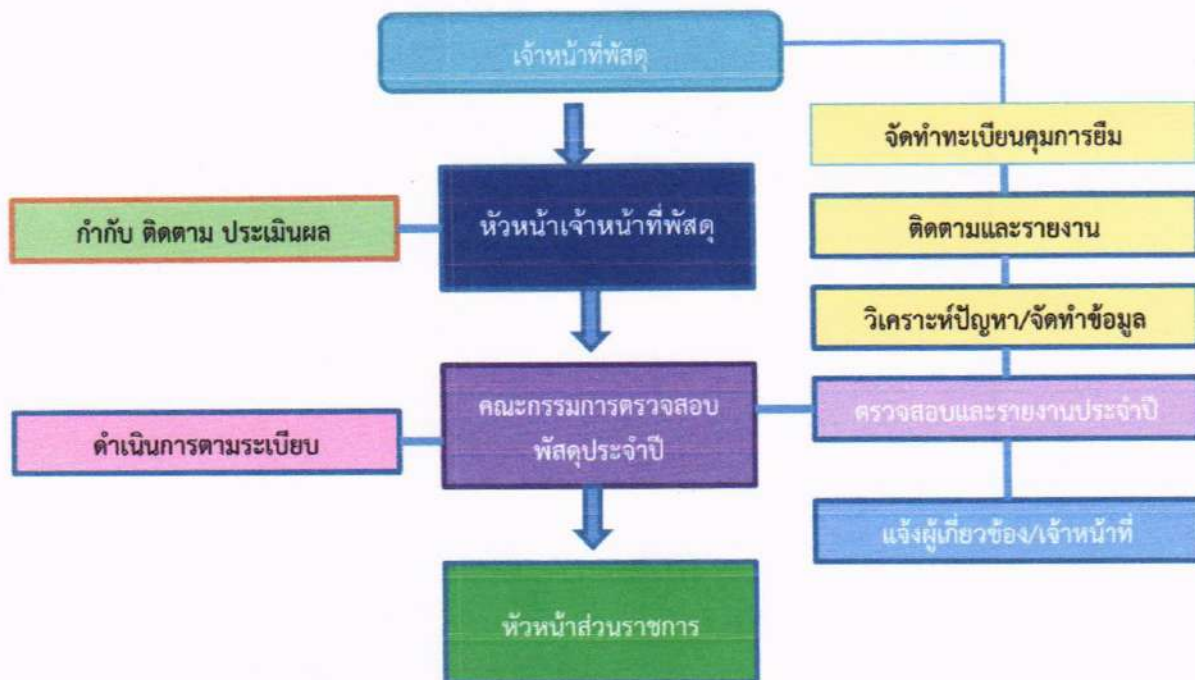 เจ้าหน้าที่พัสดุ
จัดทำทะเบียนคุมการยืม
กำกับ ติดตาม ประเมินผล
หัวหน้าเจ้าหน้าที่พัสดุ
ติดตามและรายงาน
วิเคราะห์ปัญหา/จัดทำข้อมูล
คณะกรรมการตรวจสอบ
พัสดุประจำปี
ตรวจสอบและรายงานประจำปี
ดำเนินการตามระเบียบ
แจ้งผู้เกี่ยวข้อง/เจ้าหน้าที่
หัวหน้าส่วนราชการ